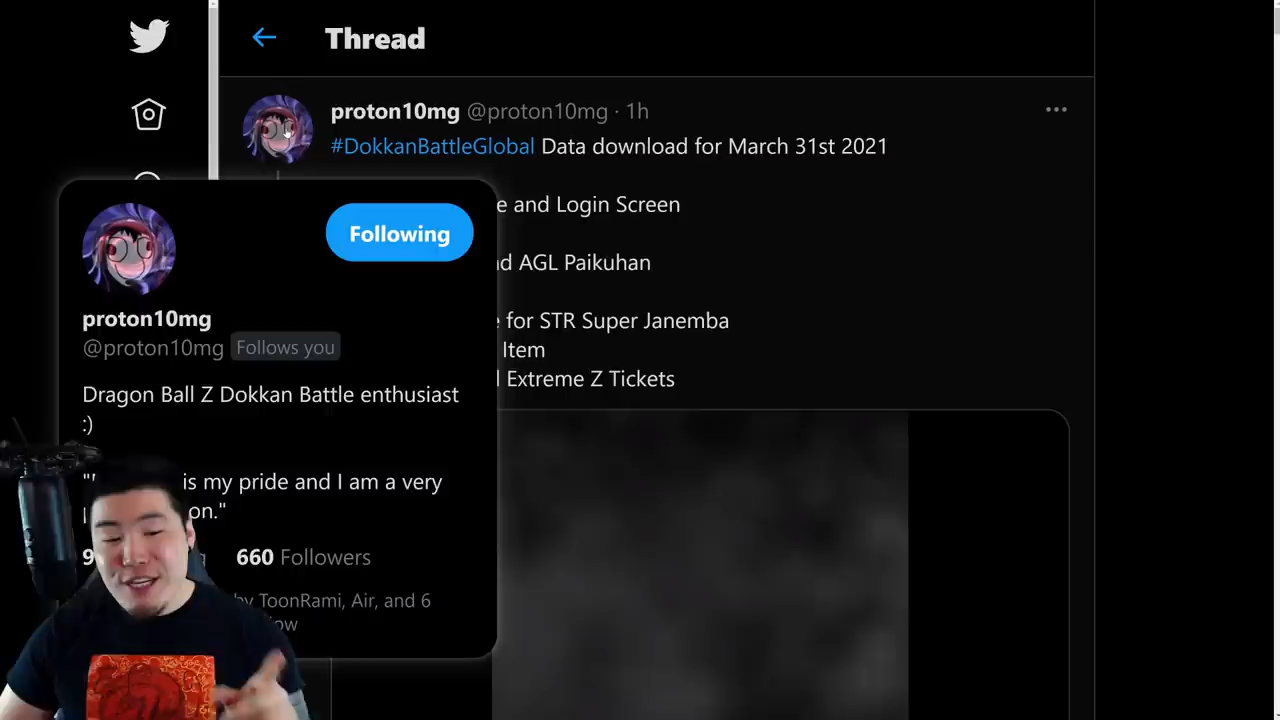 Thread
proton10mg @proton10mg · 1h
#DokkanBattleGlobal Data download for March 31st 2021
e and Login Screen
d AGL Paikuhan
for STR Super Janemba
Item
Extreme Z Tickets
Following
proton10mg
@proton10mg Follows you
Dragon Ball Z Dokkan Battle enthusiast
:)
is my pride and I am a very
on."
660 Followers
by ToonRami, Air, and 6